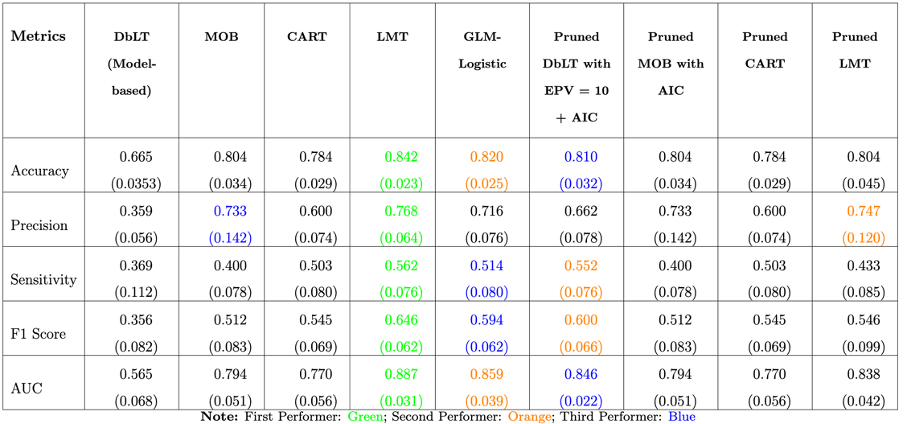 Metrics DbLT MOB CART LMT GLM- Pruned Pruned Pruned Pruned
(Model- Logistic DbLT with MOB with CART LMT
based) EPV = 10 AIC
+ AIC
Accuracy 0.665 0.804 0.784 0.842 0.820 0.810 0.804 0.784 0.804
(0.0353) (0.034) (0.029) (0.023) (0.025) (0.032) (0.034) (0.029) (0.045)
Precision 0.359 0.733 0.600 0.768 0.716 0.662 0.733 0.600 0.747
(0.056) (0.142) (0.074) (0.064) (0.076) (0.078) (0.142) (0.074) (0.120)
Sensitivity 0.369 0.400 0.503 0.562 0.514 0.552 0.400 0.503 0.433
(0.112) (0.078) (0.080) (0.076) (0.080) (0.076) (0.078) (0.080) (0.085)
F1 Score 0.356 0.512 0.545 0.646 0.594 0.600 0.512 0.545 0.546
(0.082) (0.083) (0.069) (0.062) (0.062) (0.066) (0.083) (0.069) (0.099)
AUC 0.565 0.794 0.770 0.887 0.859 0.846 0.794 0.770 0.838
(0.068) (0.051) (0.056) (0.031) (0.039) (0.022) (0.051) (0.056) (0.042)
Note: First Performer: Green; Second Performer: Orange; Third Performer: Blue